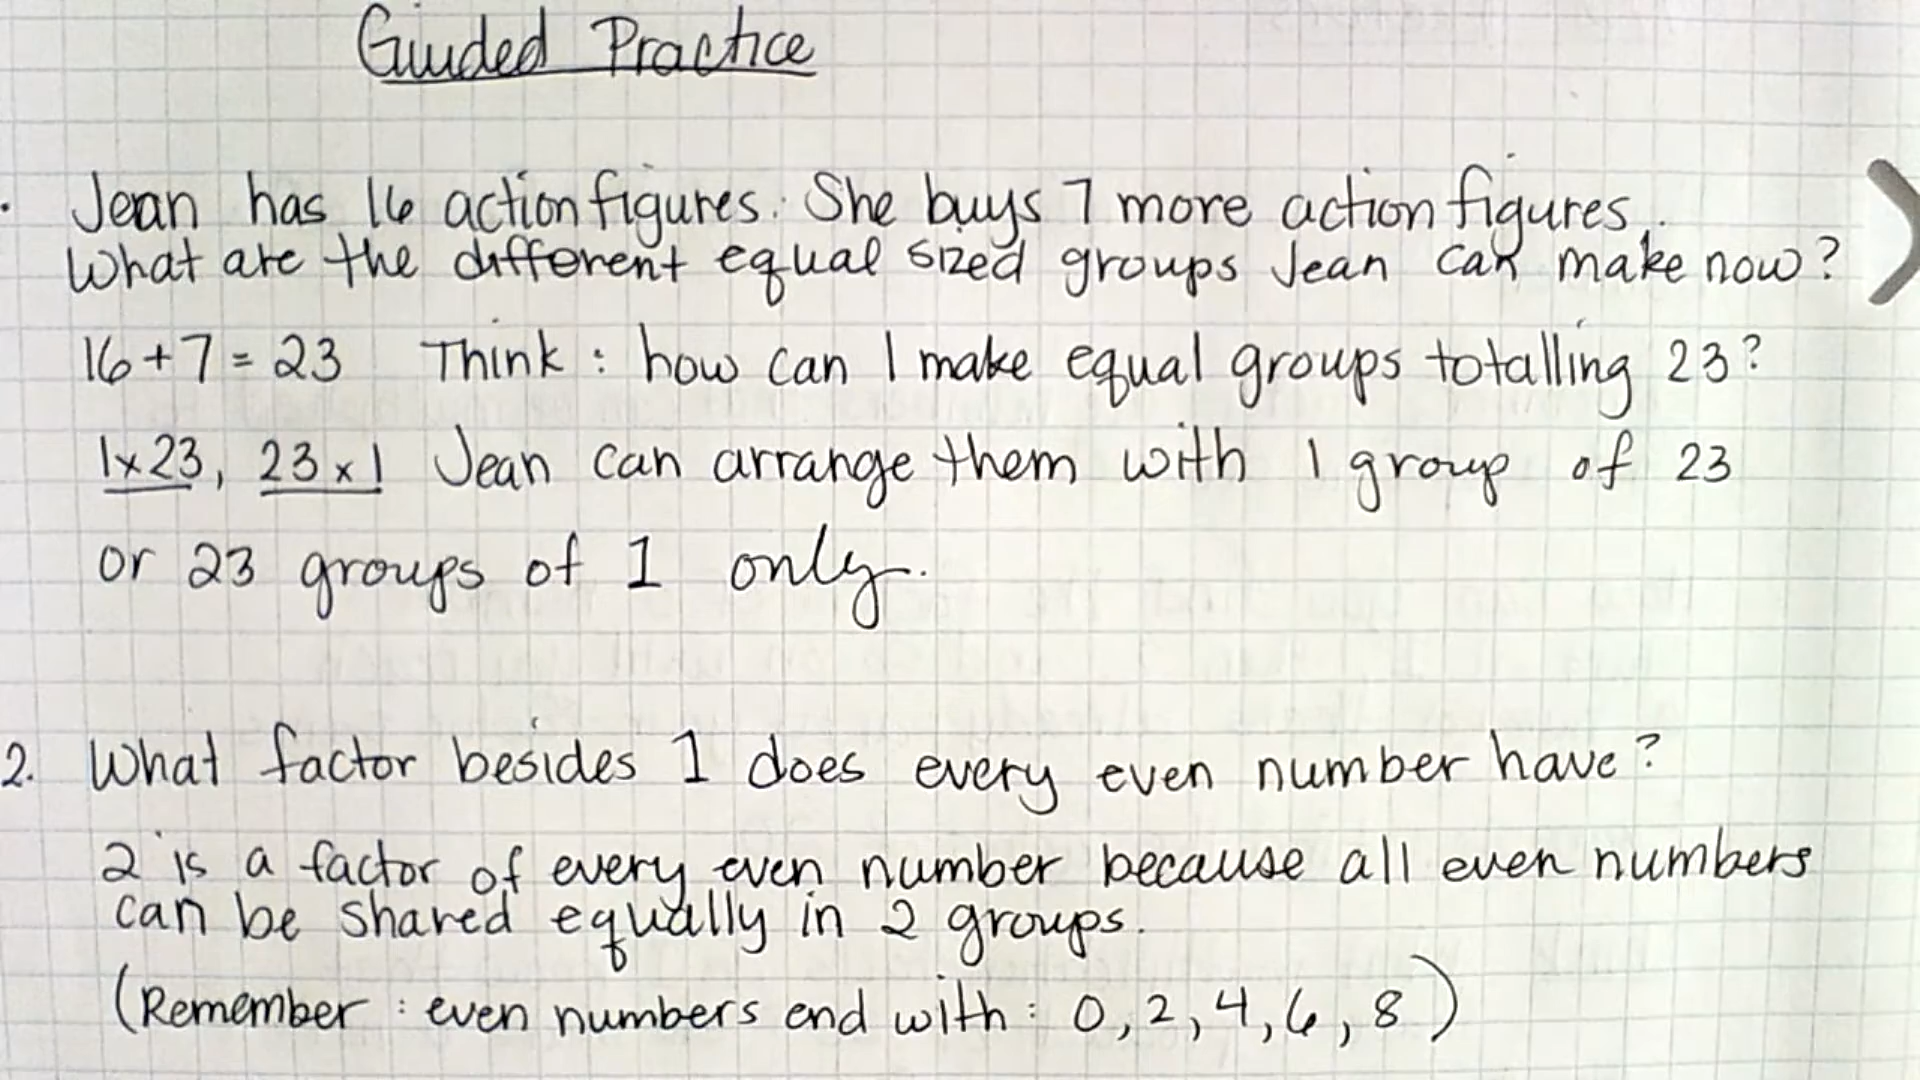 Guided Practice
Jean has 16 action figures. She buys 7 more action figures.
What are the different equal sized groups Jean can make now?
16 + 7 = 23 Think : how can I make equal groups totalling 23?
1x23, 23x1 Jean can arrange them with 1 group of 23
or 23 groups of 1 only.
2. What factor besides 1 does every even number have?
2 is a factor of every even number because all even numbers
can be shared equally in 2 groups.
(Remember : even numbers end with : 0, 2, 4, 6, 8)